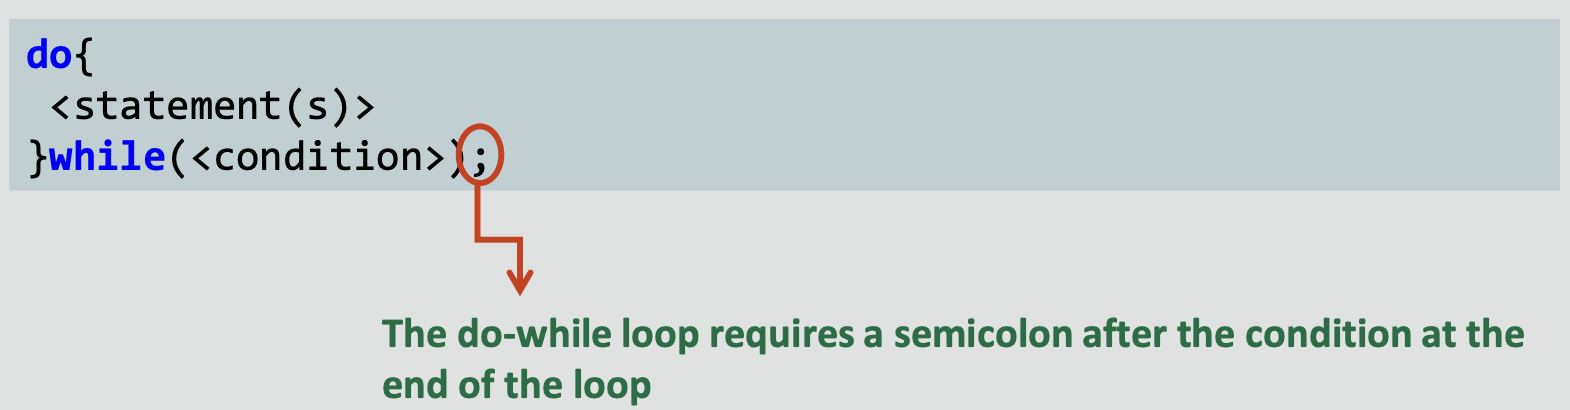 do{
<statement(s)>
}while(<condition>);
The do-while loop requires a semicolon after the condition at the
end of the loop